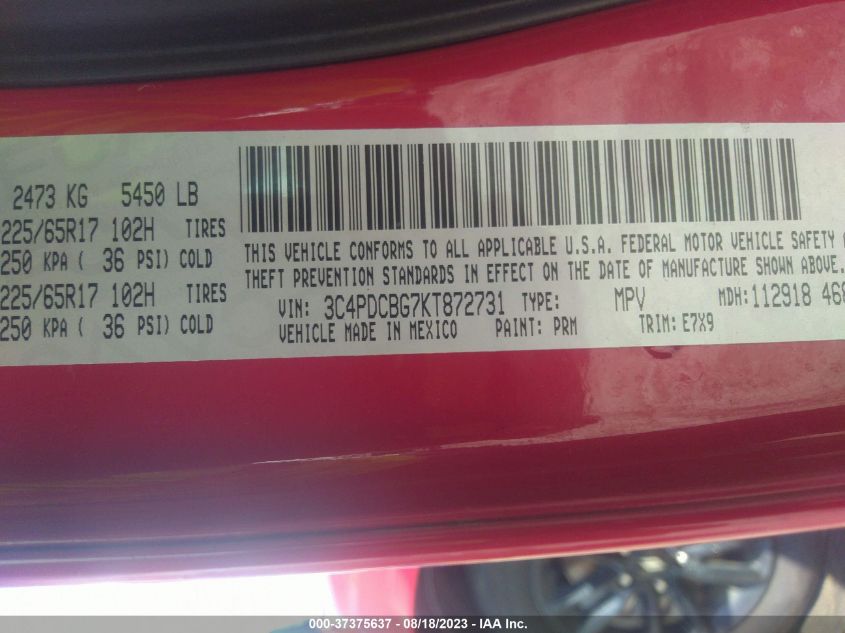 2473 KG 5450 LB
225/65R17 102H TIRES
250 KPA ( 36 PSI) COLD
225/65R17 102H TIRES
250 KPA ( 36 PSI) COLD
THIS VEHICLE CONFORMS TO ALL APPLICABLE U.S.A. FEDERAL MOTOR VEHICLE SAFETY
THEFT PREVENTION STANDARDS IN EFFECT ON THE DATE OF MANUFACTURE SHOWN ABOVE.
VIN: 3C4PDCBG7KT872731 TYPE: MPV MDH: 112918 468
VEHICLE MADE IN MEXICO PAINT: PRM TRIM: E7X9
000-37375637 - 08/18/2023 - IAA Inc.